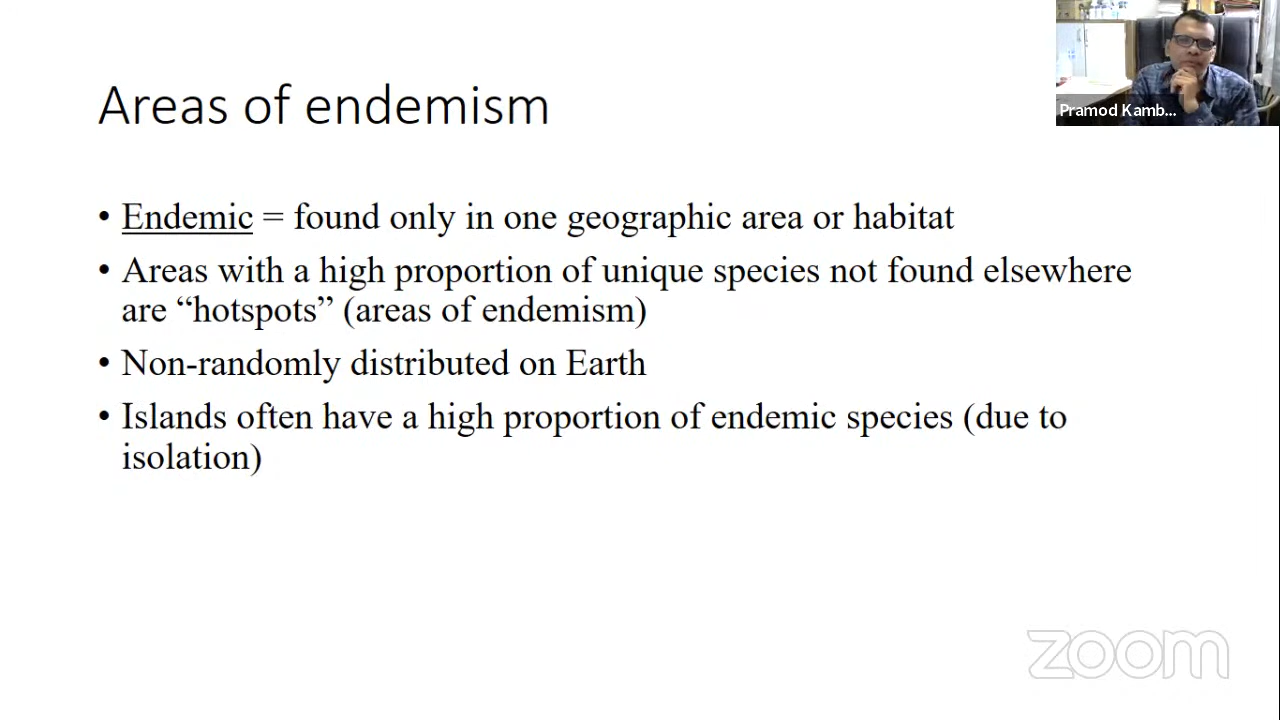 Pramod Kamb...
Areas of endemism
• Endemic = found only in one geographic area or habitat
• Areas with a high proportion of unique species not found elsewhere
are “hotspots” (areas of endemism)
• Non-randomly distributed on Earth
• Islands often have a high proportion of endemic species (due to
isolation)
zoom